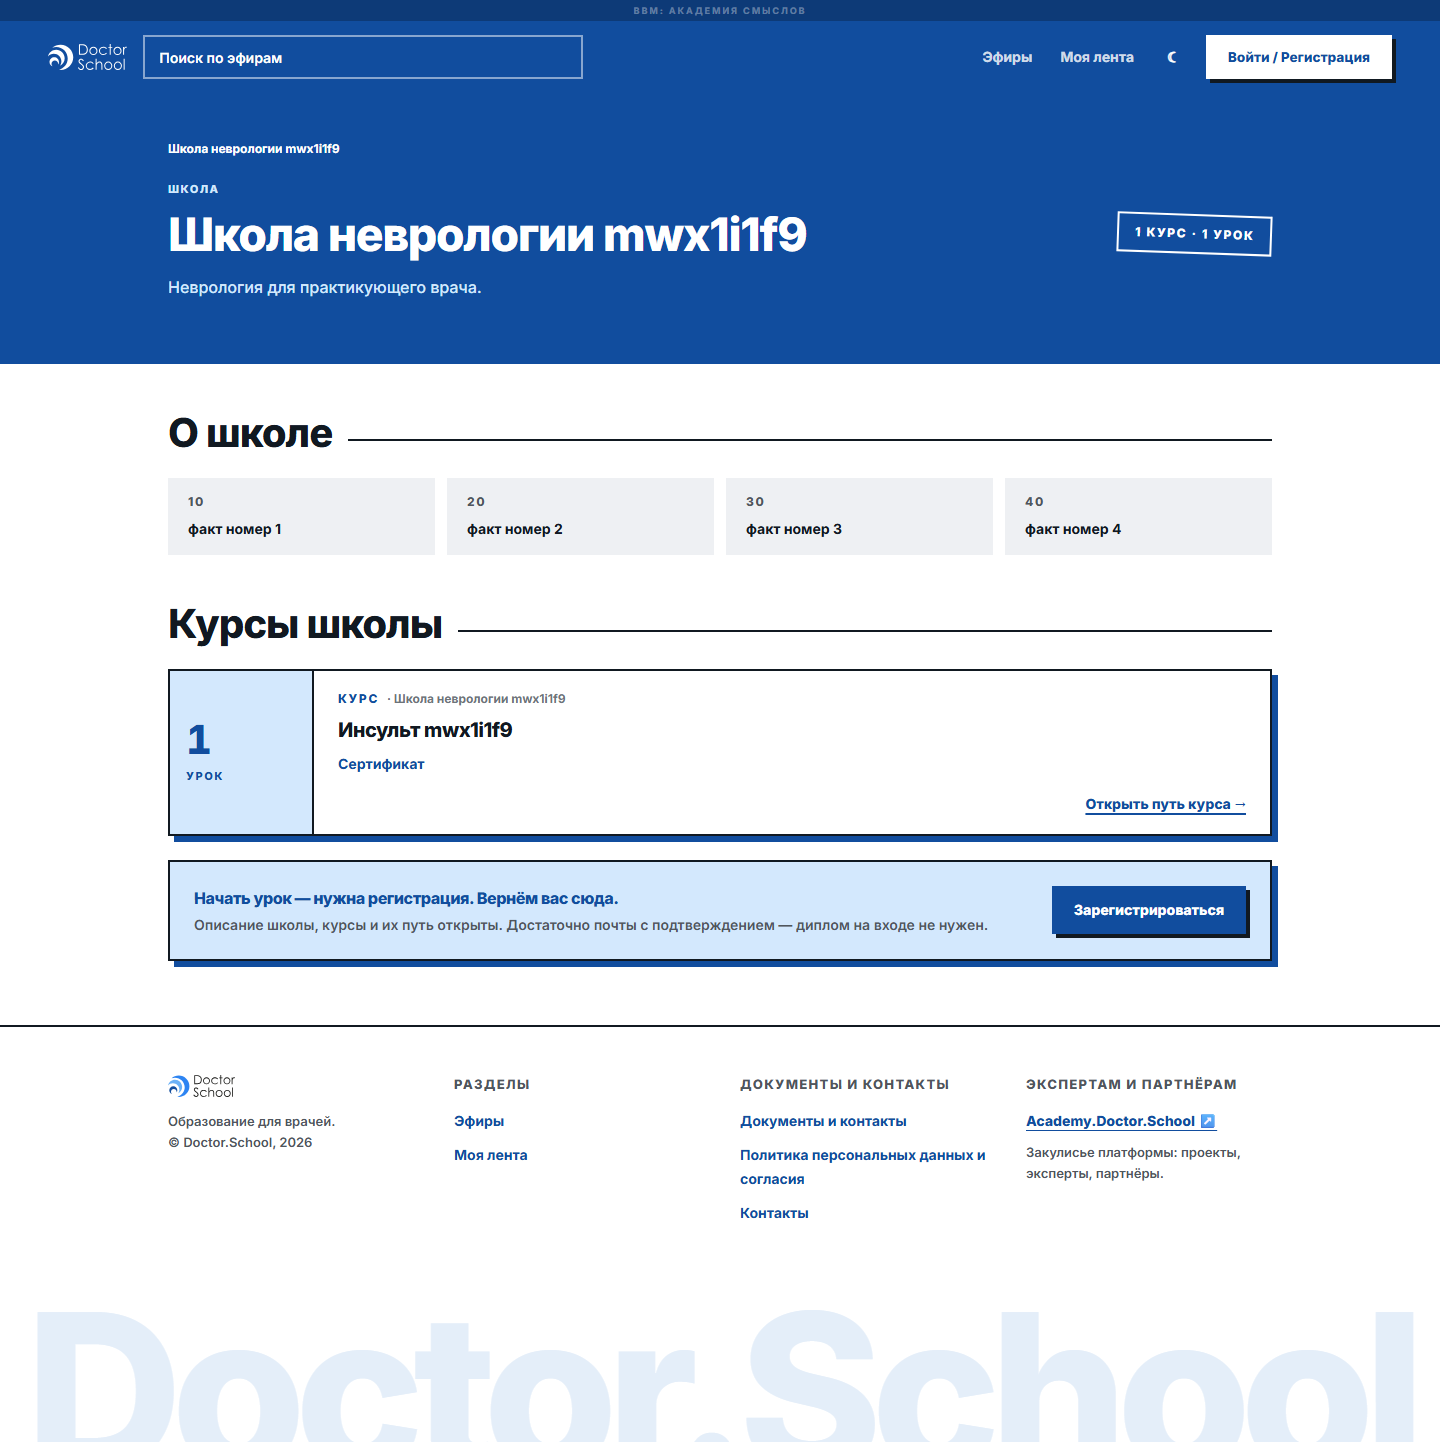 ВВМ: АКАДЕМИЯ СМЫСЛОВ
Doctor School
Поиск по эфирам
Эфиры
Моя лента
Войти / Регистрация
Школа неврологии mwx1i1f9
ШКОЛА
Школа неврологии mwx1i1f9
1 КУРС · 1 УРОК
Неврология для практикующего врача.
О школе
10
факт номер 1
20
факт номер 2
30
факт номер 3
40
факт номер 4
Курсы школы
1
УРОК
КУРС · Школа неврологии mwx1i1f9
Инсульт mwx1i1f9
Сертификат
Открыть путь курса →
Начать урок — нужна регистрация. Вернём вас сюда.
Описание школы, курсы и их путь открыты. Достаточно почты с подтверждением — диплом на входе не нужен.
Зарегистрироваться
Doctor School
Образование для врачей.
© Doctor.School, 2026
РАЗДЕЛЫ
Эфиры
Моя лента
ДОКУМЕНТЫ И КОНТАКТЫ
Документы и контакты
Политика персональных данных и
согласия
Контакты
ЭКСПЕРТАМ И ПАРТНЁРАМ
Academy.Doctor.School ↗
Закулисье платформы: проекты,
эксперты, партнёры.
Doctor.School